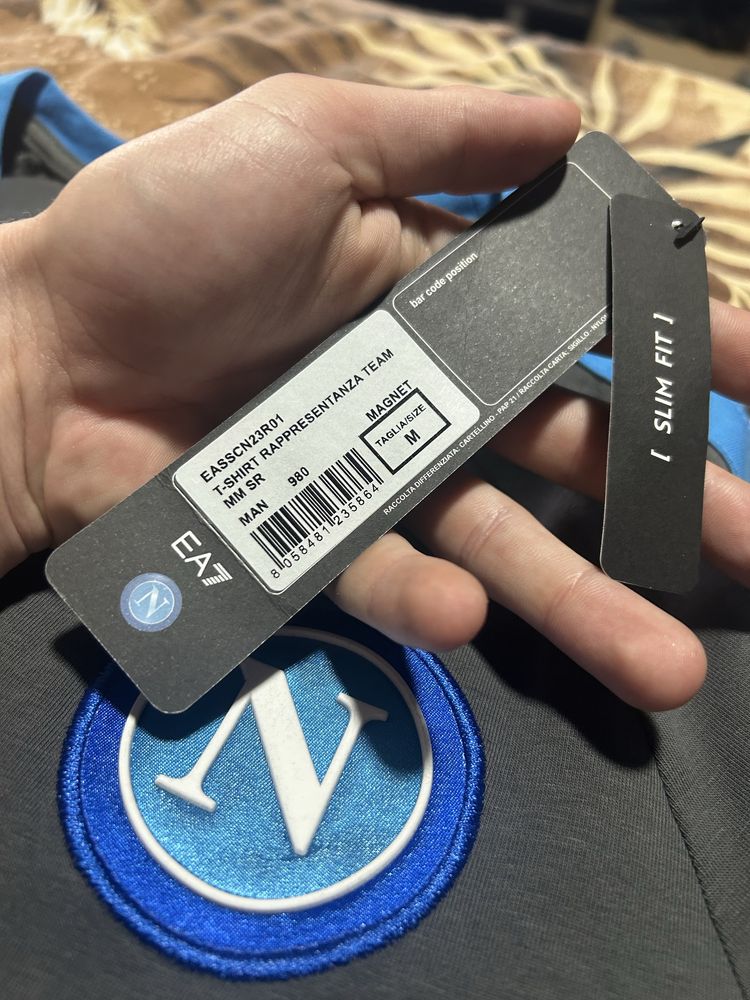 bar code position
EASSCN23R01
T-SHIRT RAPPRESENTANZA TEAM
MM SR
MAGNET
MAN 980
TAGLIA/SIZE
M
8 058481 235864
RACCOLTA DIFFERENZIATA: CARTELLINO - PAP 21 / RACCOLTA CARTA; SIGILLO - NYLO
EA7
N
[ SLIM FIT ]
N